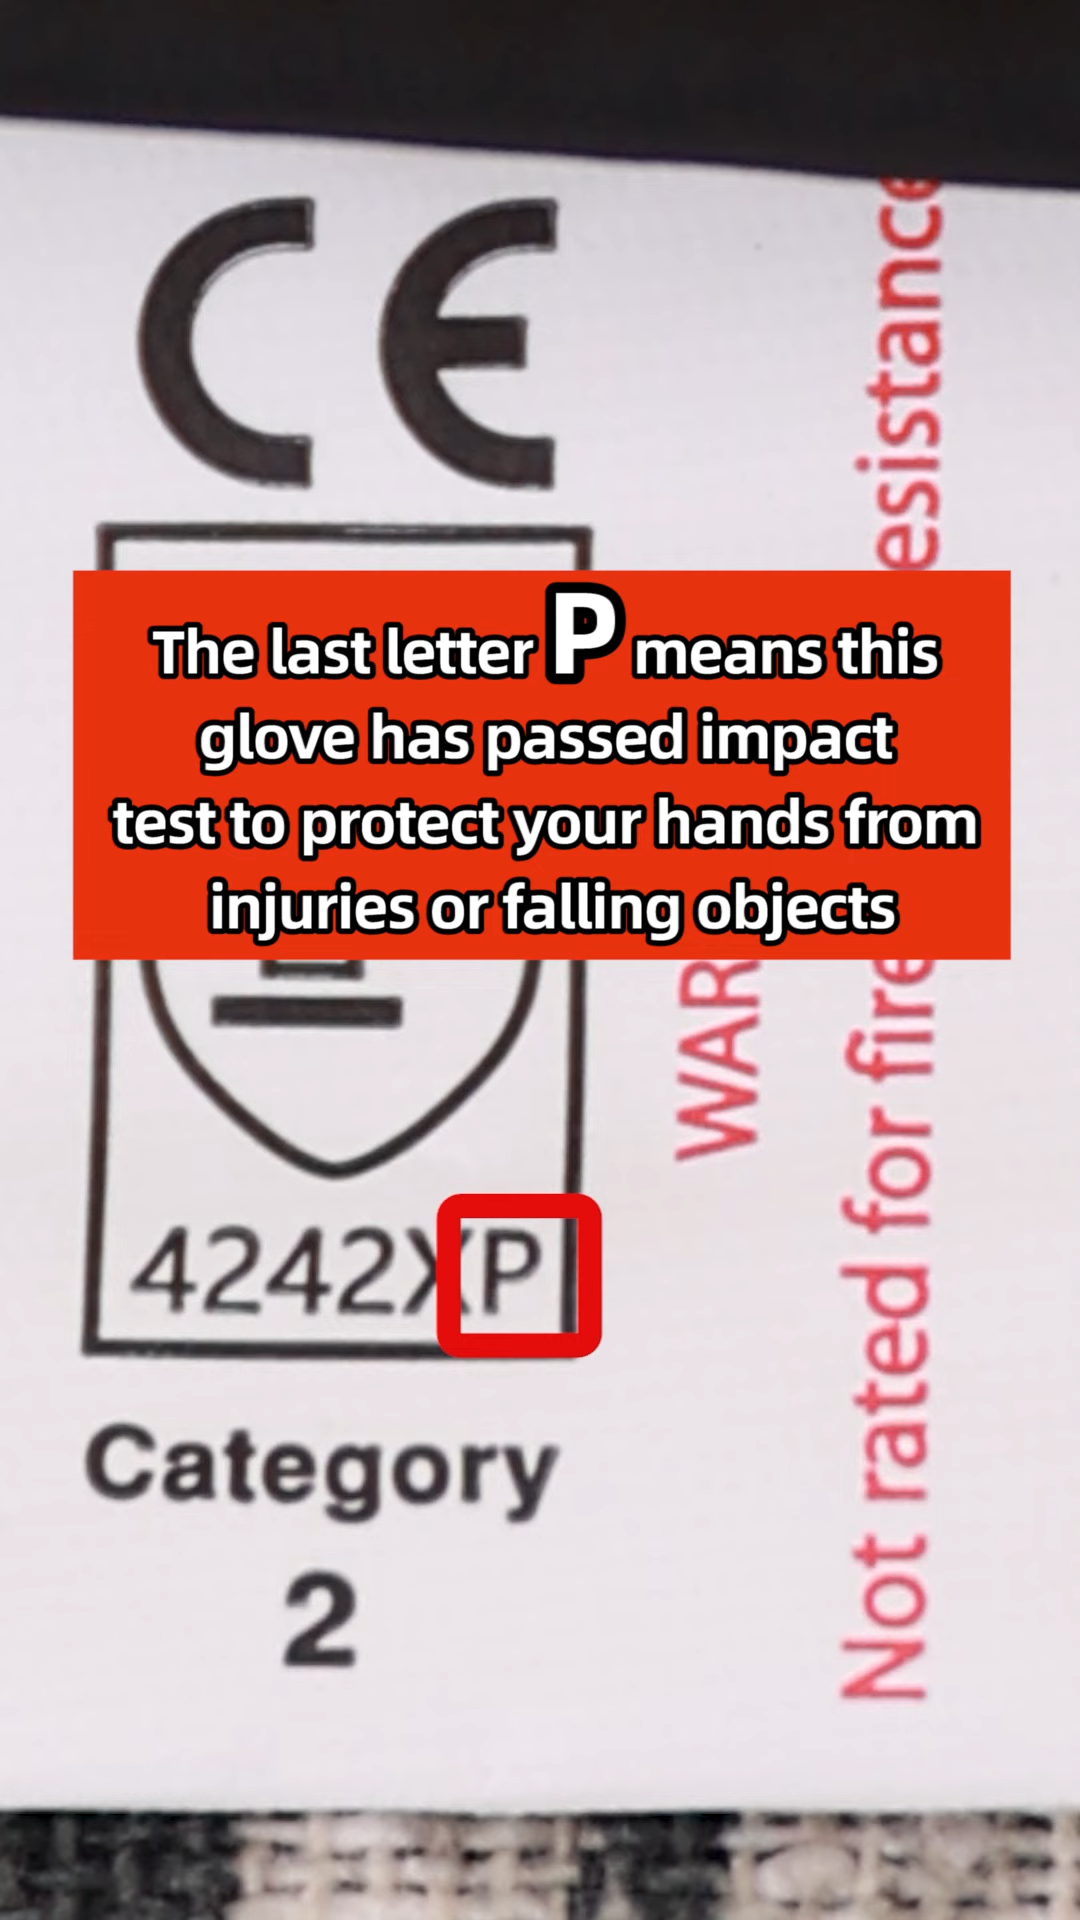 CE
The last letter P means this
glove has passed impact
test to protect your hands from
injuries or falling objects
4242XP
Category
2
Not rated for fire